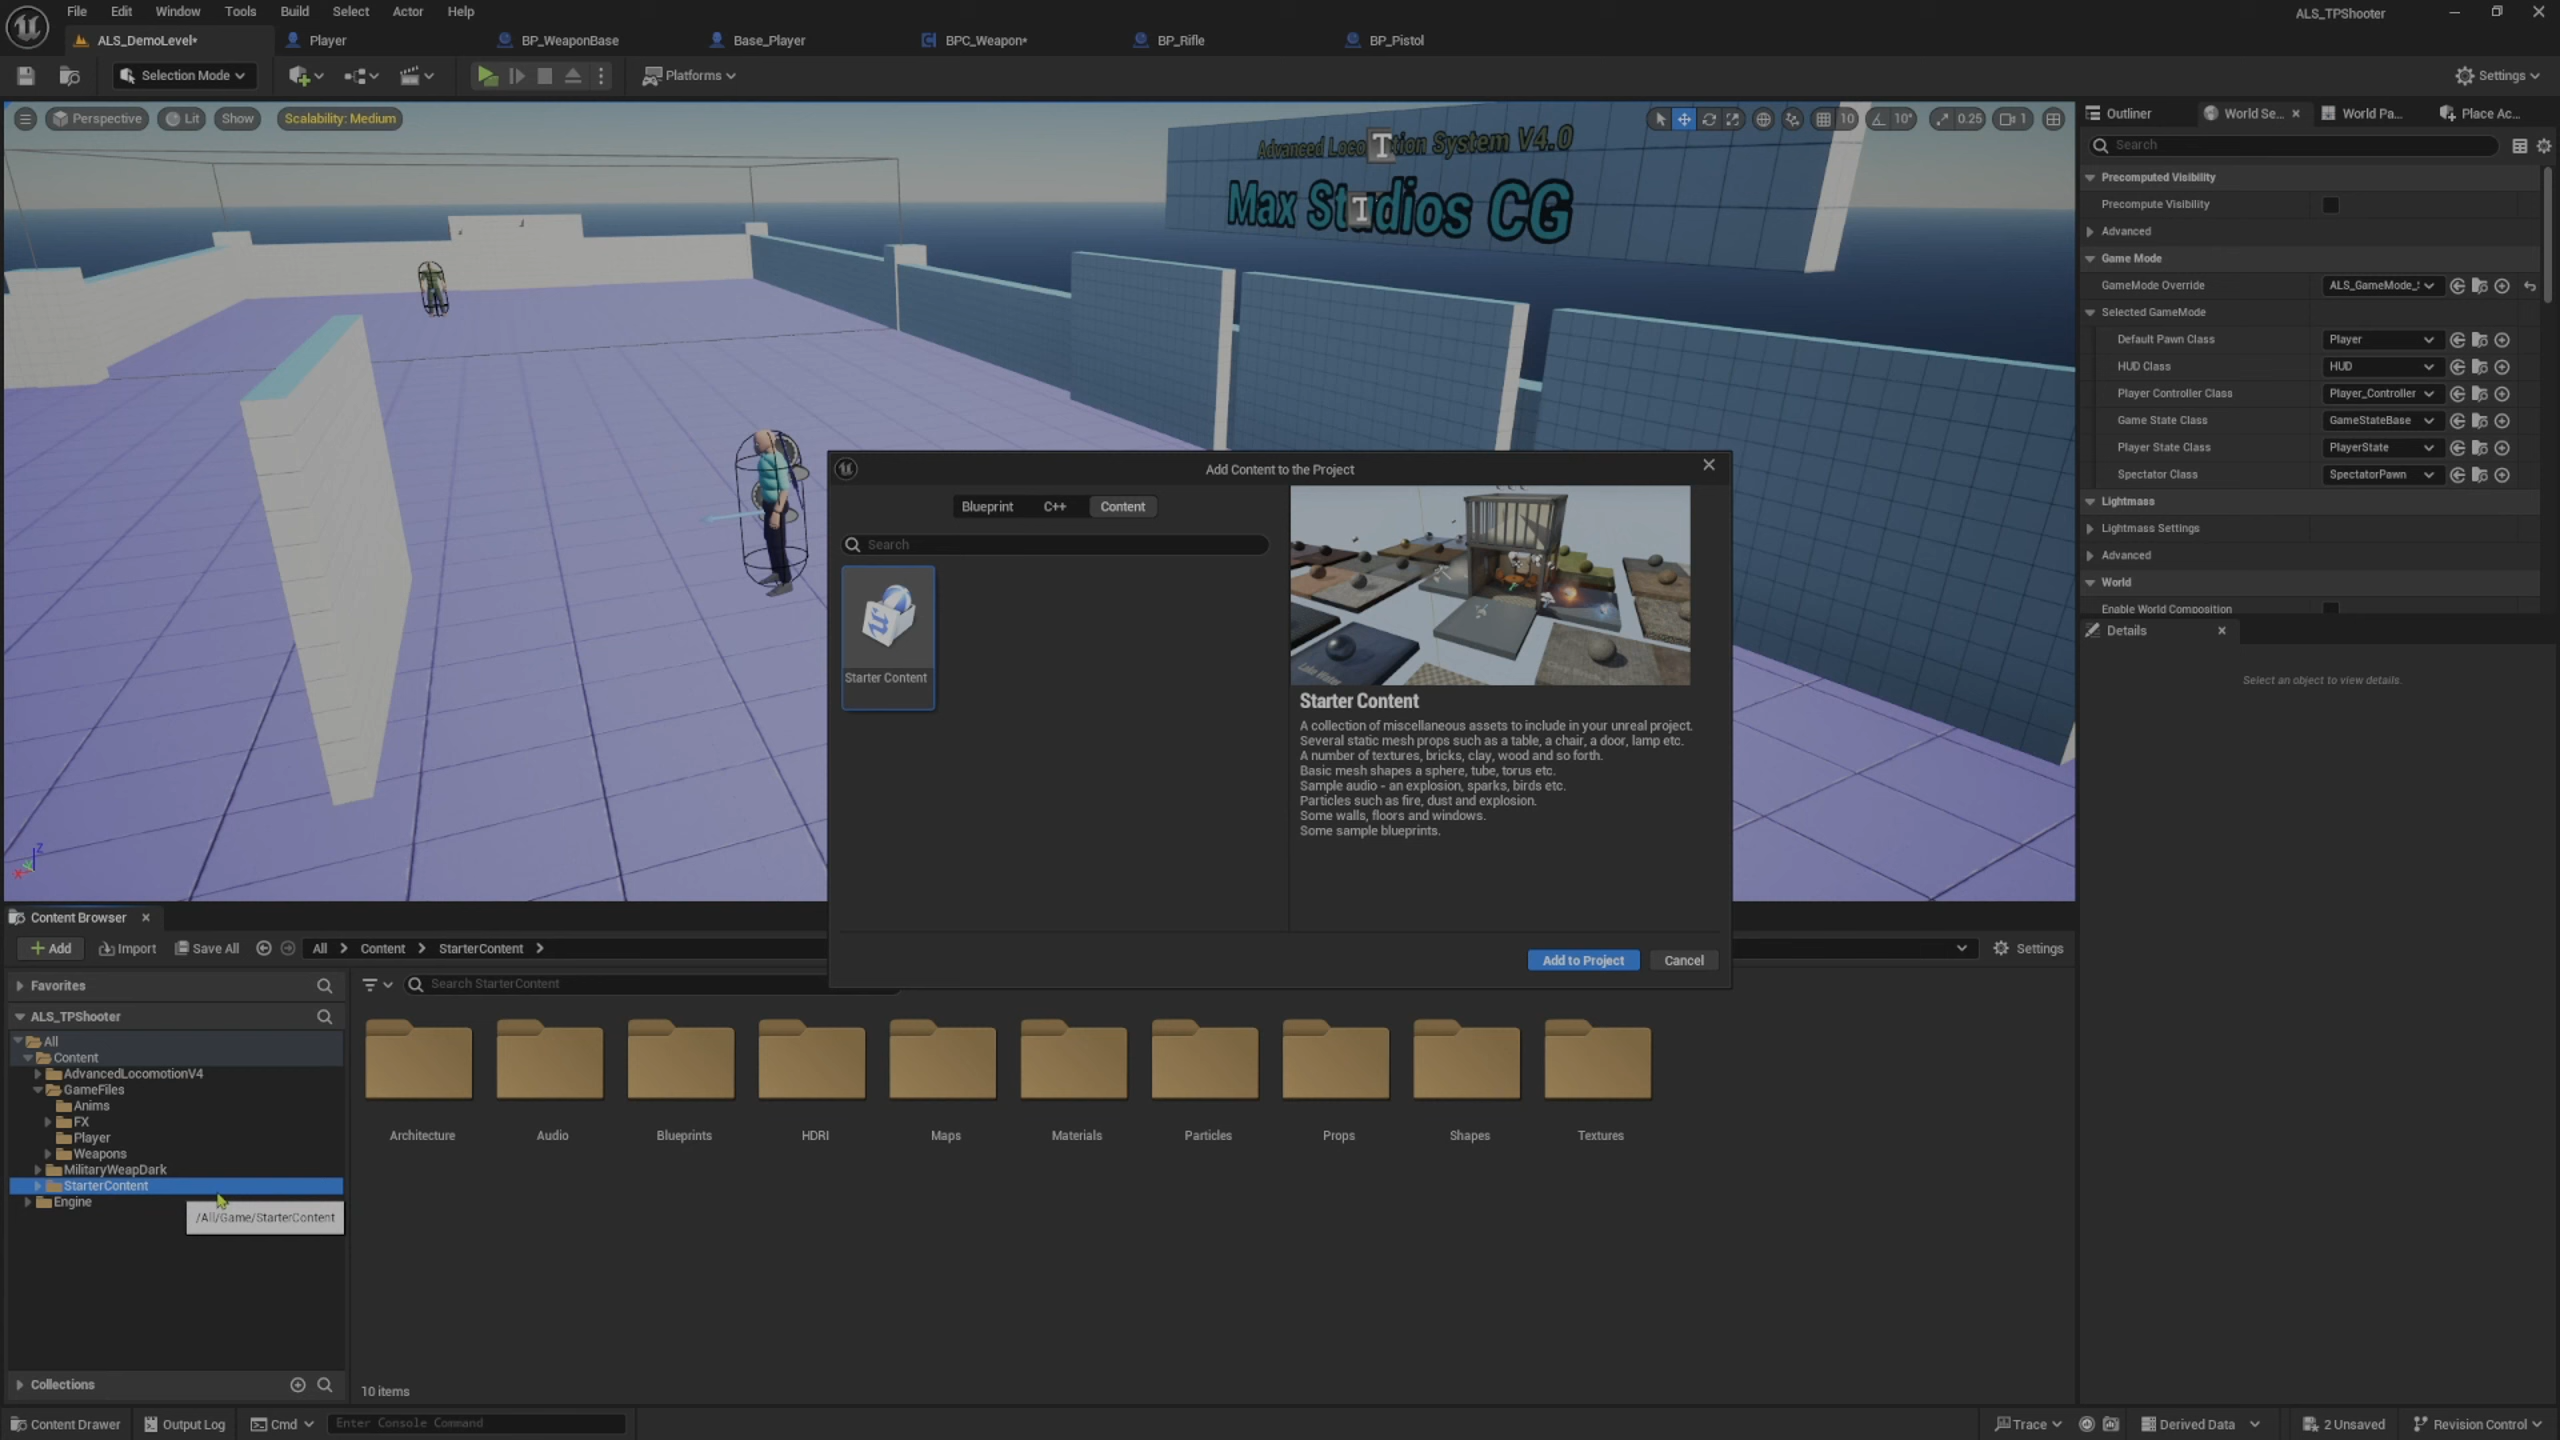 File Edit Window Tools Build Select Actor Help
ALS_TPShooter
ALS_DemoLevel*
Player
BP_WeaponBase
Base_Player
BPC_Weapon*
BP_Rifle
BP_Pistol
Selection Mode
Platforms
Settings
Perspective
Lit
Show
Scalability: Medium
10
10°
0.25
1
Max Studios CG
Outliner
World Se...
World Pa...
Place Ac...
Search
Precomputed Visibility
Precompute Visibility
Advanced
Game Mode
GameMode Override
Selected GameMode
Default Pawn Class
Player
HUD Class
HUD
Player Controller Class
Player_Controller
Game State Class
GameStateBase
Player State Class
PlayerState
Spectator Class
SpectatorPawn
Lightmass
Lightmass Settings
Advanced
World
Enable World Composition
Details
Select an object to view details.
Add Content to the Project
Blueprint
C++
Content
Search
Starter Content
Starter Content
A collection of miscellaneous assets to include in your unreal project.
Several static mesh props such as a table, a chair, a door, lamp etc.
A number of textures, bricks, clay, wood and so forth.
Basic mesh shapes a sphere, tube, torus etc.
Sample audio - an explosion, sparks, birds etc.
Particles such as fire, dust and explosion.
Some walls, floors and windows.
Some sample blueprints.
Add to Project
Cancel
Content Browser
Add
Import
Save All
All > Content > StarterContent >
Settings
Favorites
Search StarterContent
ALS_TPShooter
All
Content
AdvancedLocomotionV4
GameFiles
Anims
FX
Player
Weapons
MilitaryWeapDark
StarterContent
Engine
/All/Game/StarterContent
Architecture
Audio
Blueprints
HDRI
Maps
Materials
Particles
Props
Shapes
Textures
Collections
10 items
Content Drawer
Output Log
Cmd
Enter Console Command
Trace
Derived Data
2 Unsaved
Revision Control